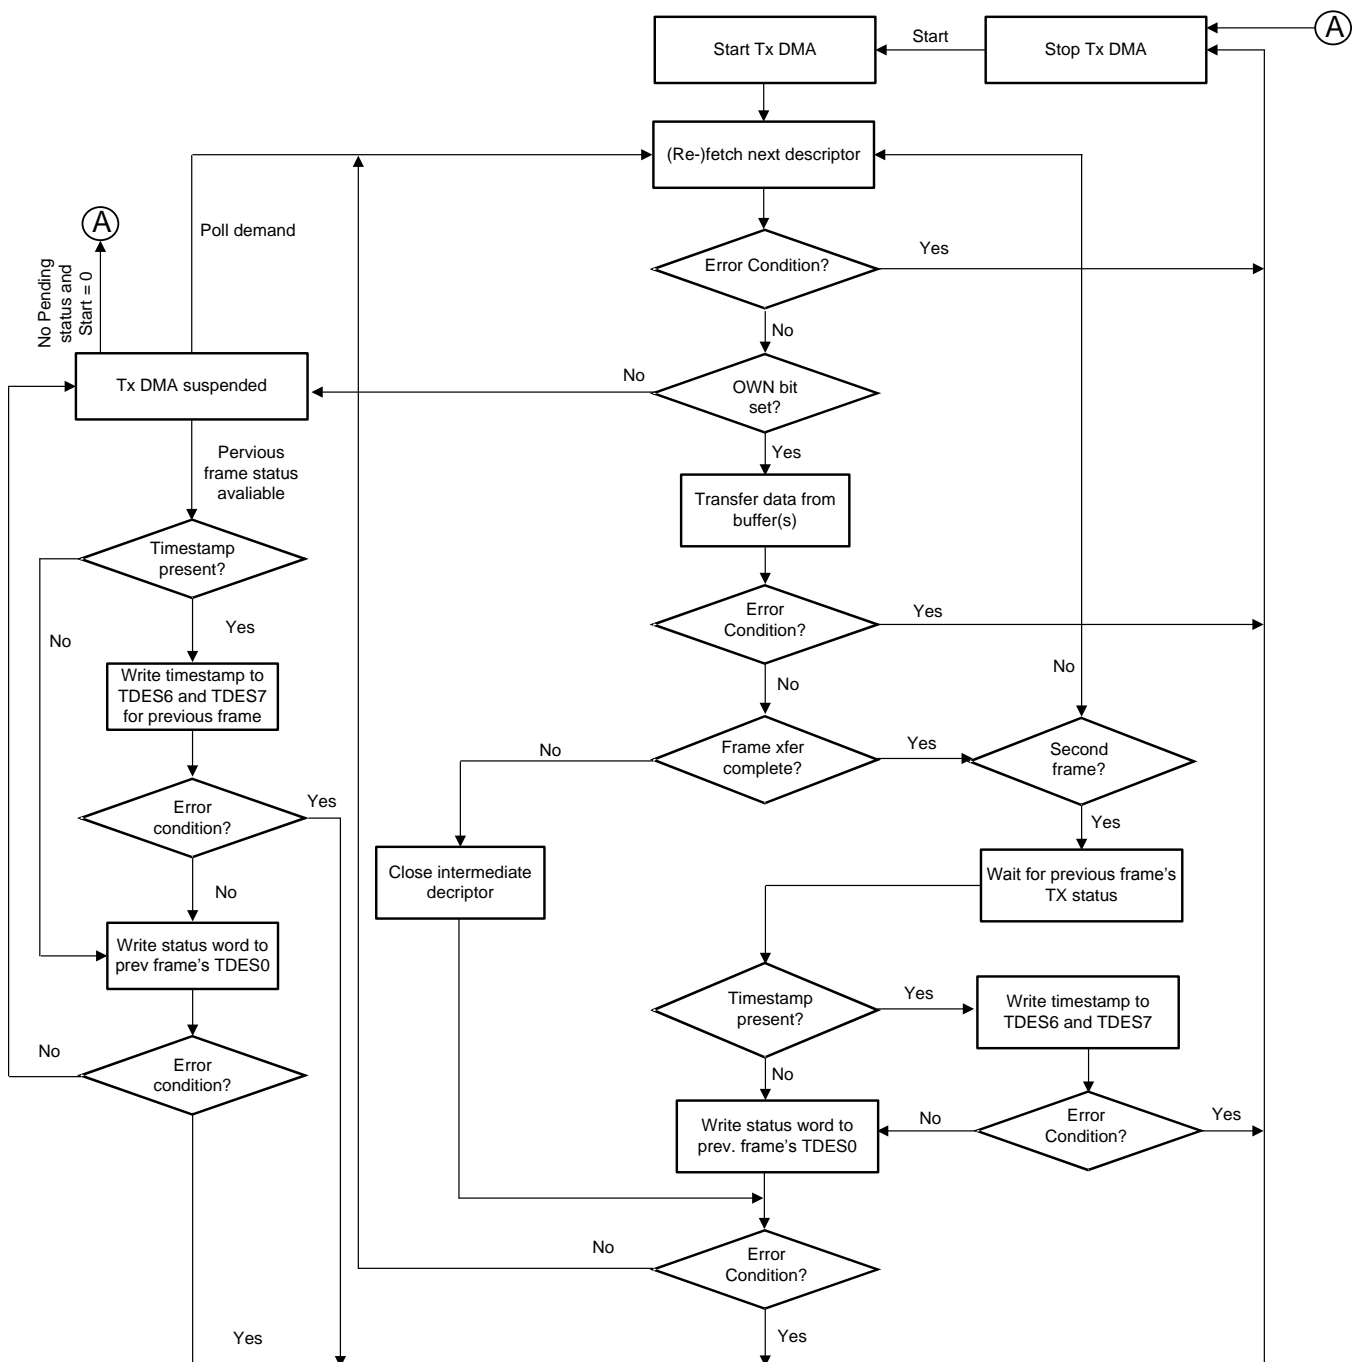 Start Tx DMA
Start
Stop Tx DMA
A
(Re-)fetch next descriptor
A
Poll demand
No Pending
status and
Start = 0
Error Condition?
Yes
No
Tx DMA suspended
No
OWN bit
set?
Yes
Pervious
frame status
avaliable
Transfer data from
buffer(s)
Timestamp
present?
No
Yes
Error
Condition?
Yes
No
No
Write timestamp to
TDES6 and TDES7
for previous frame
No
Frame xfer
complete?
Yes
Second
frame?
Yes
Error
condition?
Yes
No
Close intermediate
decriptor
Wait for previous frame's
TX status
Write status word to
prev frame's TDES0
Timestamp
present?
Yes
Write timestamp to
TDES6 and TDES7
No
No
Error
condition?
Write status word to
prev. frame's TDES0
No
Error
Condition?
Yes
No
Error
Condition?
Yes
Yes